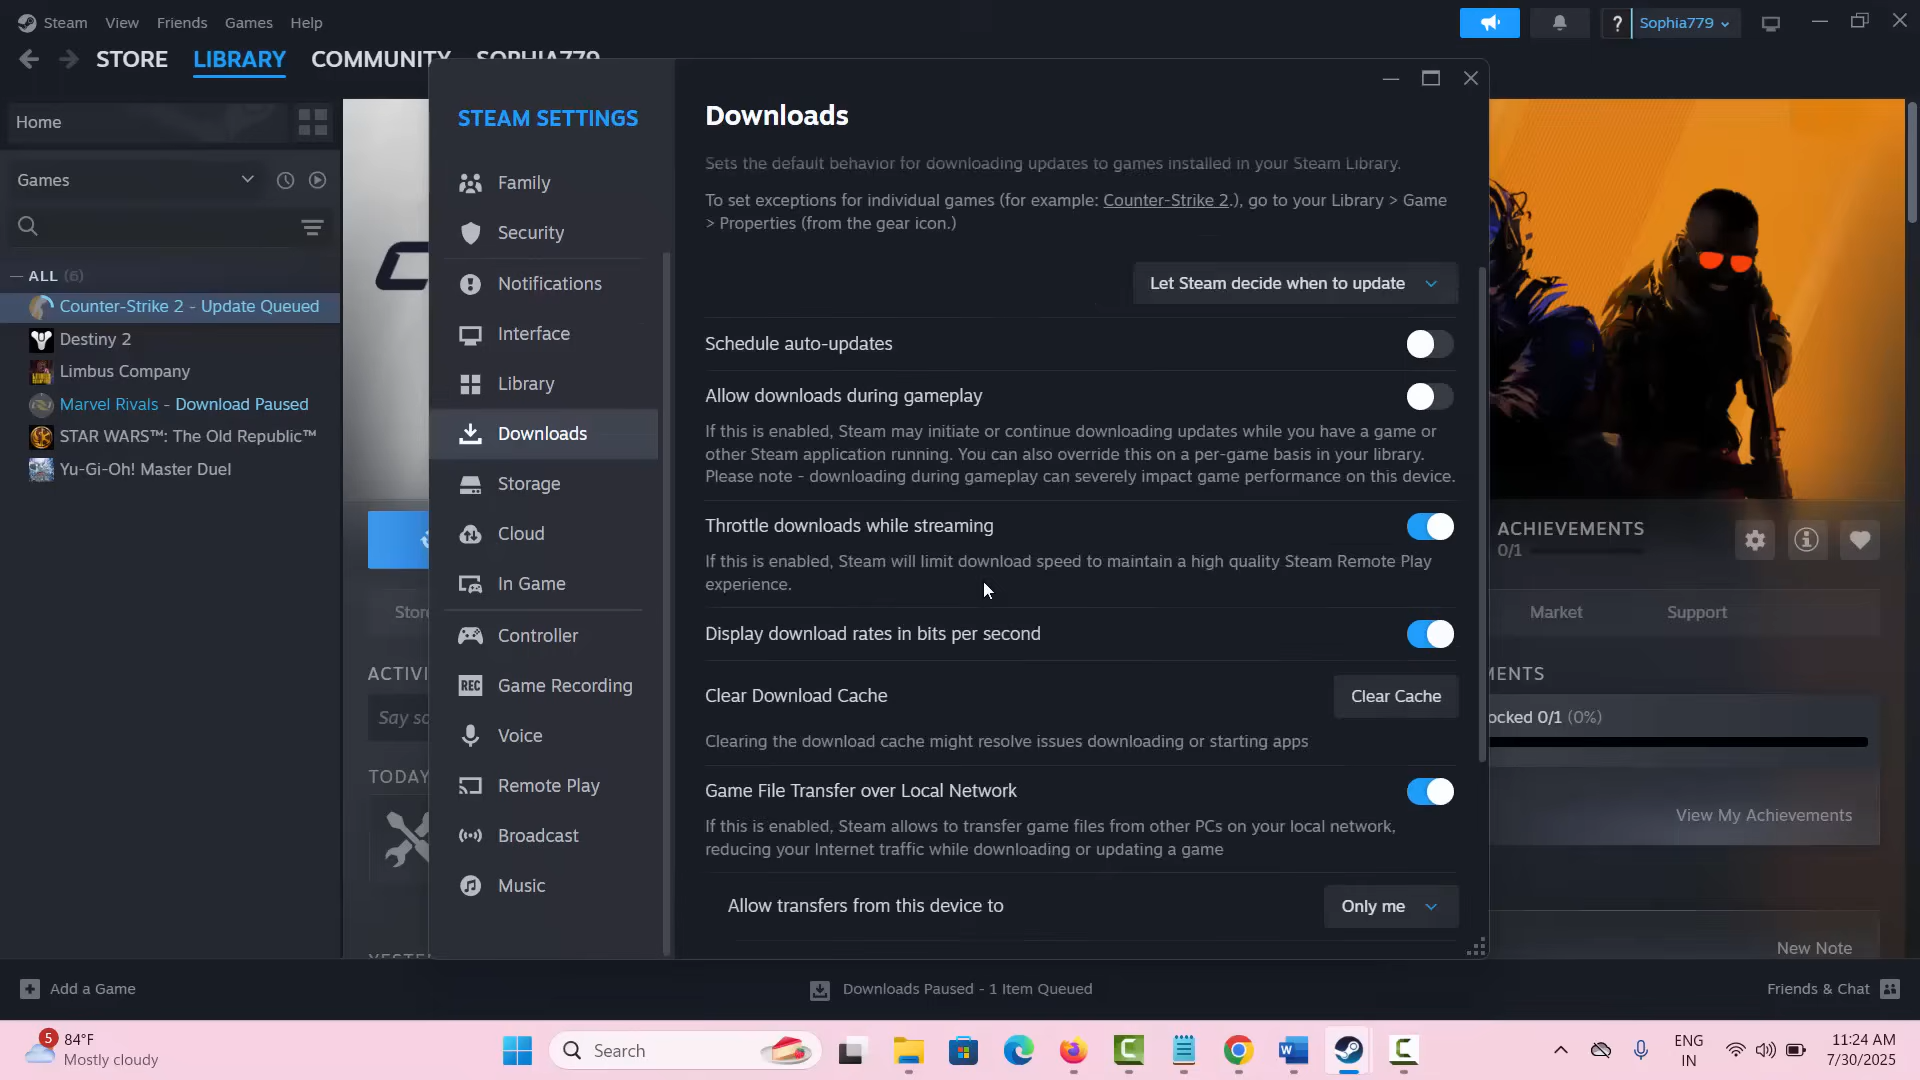 Steam View Friends Games Help
Sophia779
STORE LIBRARY COMMUNITY SOPHIA779
Home
Games
ALL (6)
Counter-Strike 2 - Update Queued
Destiny 2
Limbus Company
Marvel Rivals - Download Paused
STAR WARS™: The Old Republic™
Yu-Gi-Oh! Master Duel
STEAM SETTINGS
Family
Security
Notifications
Interface
Library
Downloads
Storage
Cloud
In Game
Controller
REC Game Recording
Voice
Remote Play
Broadcast
Music
Downloads
Sets the default behavior for downloading updates to games installed in your Steam Library.
To set exceptions for individual games (for example: Counter-Strike 2.), go to your Library > Game
> Properties (from the gear icon.)
Let Steam decide when to update
Schedule auto-updates
Allow downloads during gameplay
If this is enabled, Steam may initiate or continue downloading updates while you have a game or
other Steam application running. You can also override this on a per-game basis in your library.
Please note - downloading during gameplay can severely impact game performance on this device.
Throttle downloads while streaming
If this is enabled, Steam will limit download speed to maintain a high quality Steam Remote Play
experience.
Display download rates in bits per second
Clear Download Cache
Clear Cache
Clearing the download cache might resolve issues downloading or starting apps
Game File Transfer over Local Network
If this is enabled, Steam allows to transfer game files from other PCs on your local network,
reducing your Internet traffic while downloading or updating a game
Allow transfers from this device to
Only me
ACHIEVEMENTS
0/1
Stor
Market Support
ACTIVI
MENTS
Say so
ocked 0/1 (0%)
TODAY
View My Achievements
New Note
Add a Game
Downloads Paused - 1 Item Queued
Friends & Chat
5
84°F
Mostly cloudy
Search
ENG
IN
11:24 AM
7/30/2025